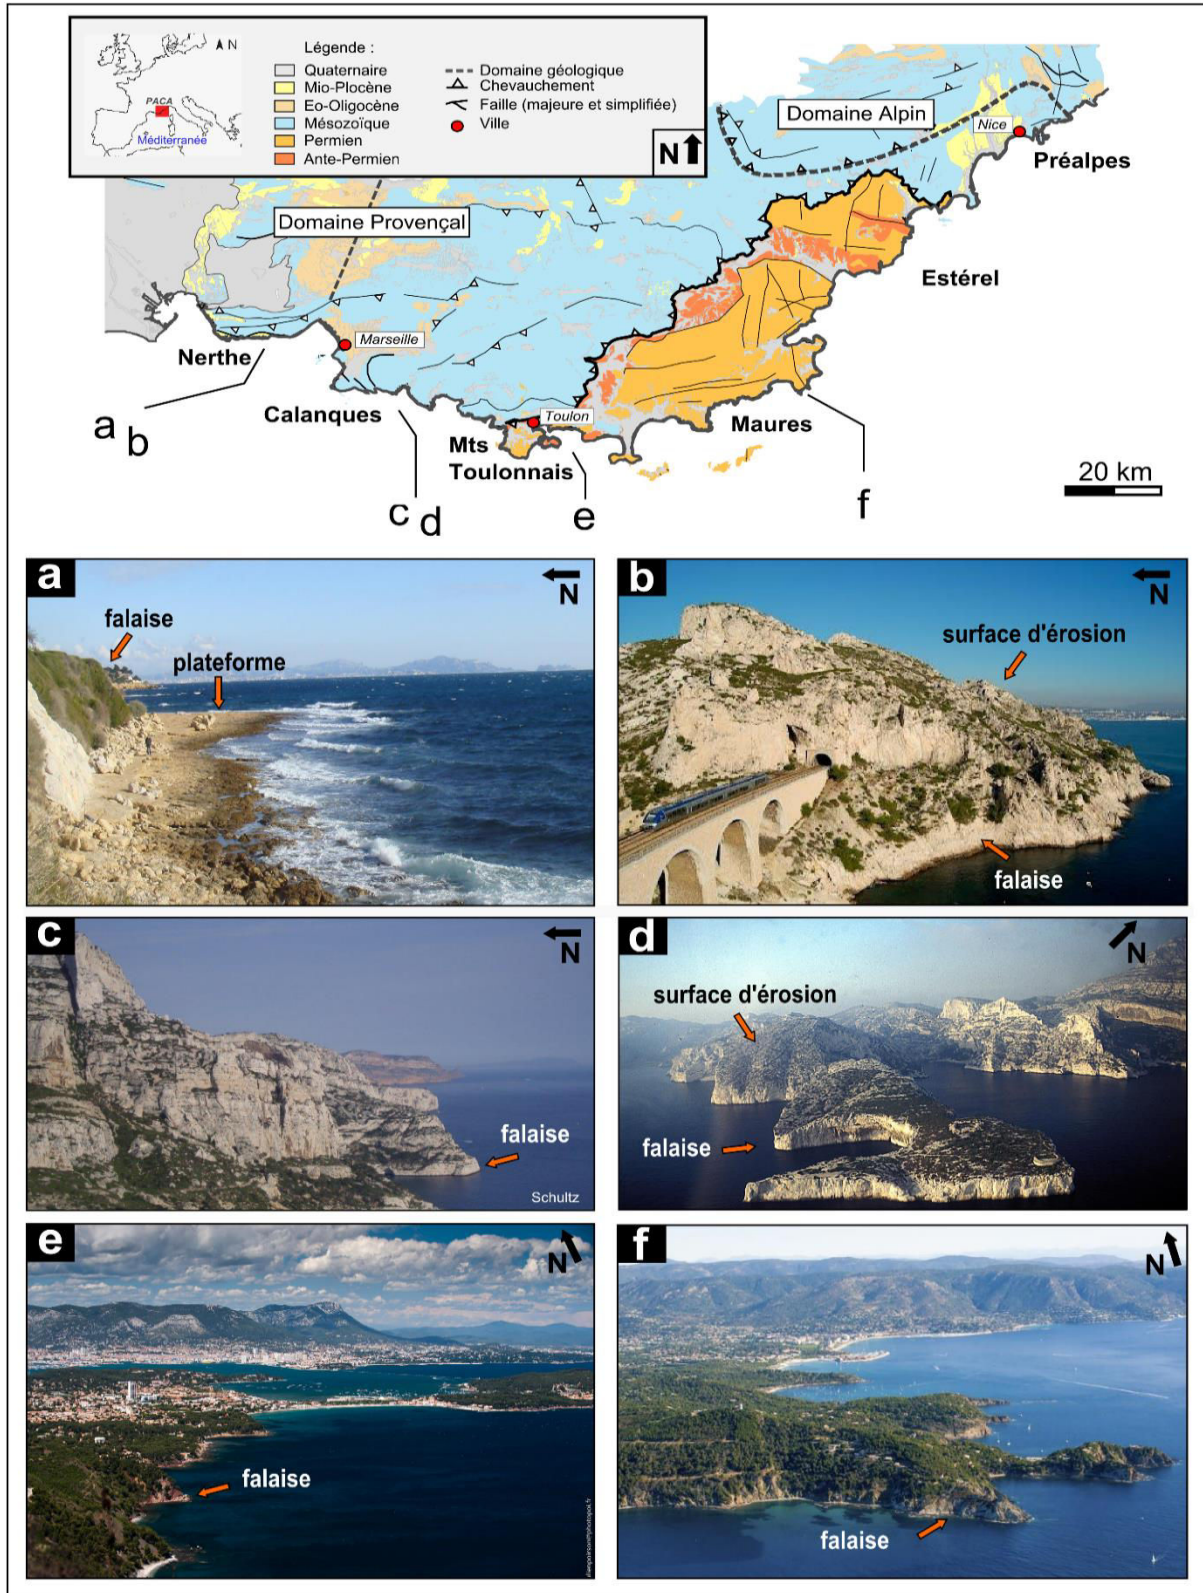 N
PACA
Méditerranée
Légende :
Quaternaire
Mio-Plocène
Eo-Oligocène
Mésozoïque
Permien
Ante-Permien
Domaine géologique
Chevauchement
Faille (majeure et simplifiée)
Ville
N
Domaine Alpin
Nice
Préalpes
Domaine Provençal
Estérel
Marseille
Nerthe
Calanques
Toulon
Maures
Mts
Toulonnais
a b
c d
e
f
20 km
a
N
falaise
plateforme
b
N
surface d'érosion
falaise
c
N
falaise
Schultz
d
N
surface d'érosion
falaise
e
N
falaise
f
N
falaise